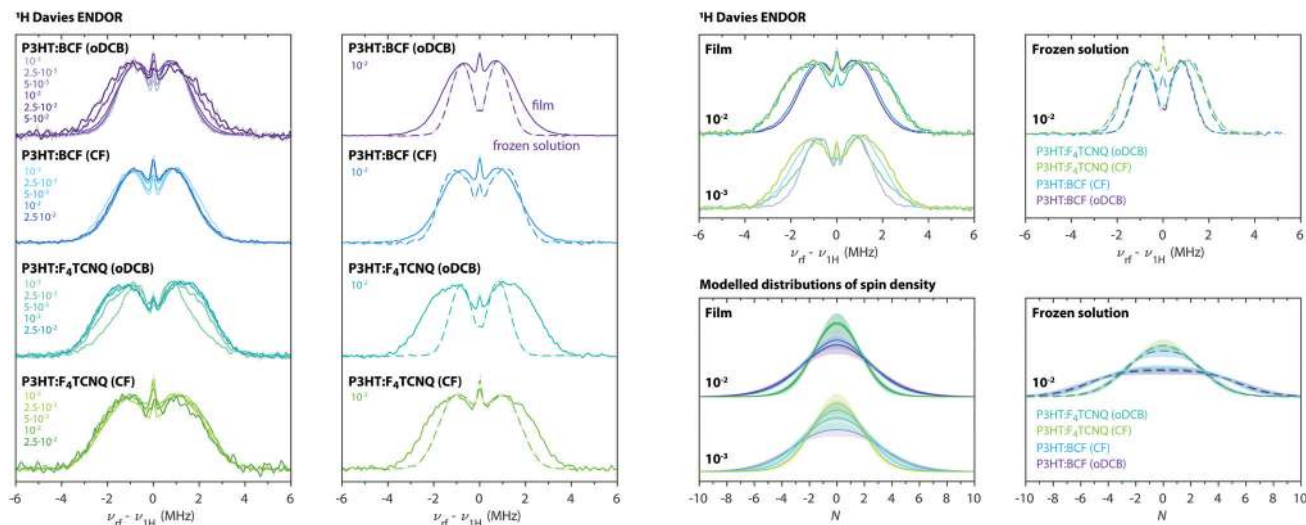 ¹H Davies ENDOR
P3HT:BCF (oDCB)
10⁻³
2.5·10⁻³
5·10⁻³
10⁻²
2.5·10⁻²
5·10⁻²
P3HT:BCF (CF)
10⁻³
2.5·10⁻³
5·10⁻³
10⁻²
2.5·10⁻²
P3HT:F₄TCNQ (oDCB)
10⁻³
2.5·10⁻³
5·10⁻³
10⁻²
2.5·10⁻²
P3HT:F₄TCNQ (CF)
10⁻³
2.5·10⁻³
5·10⁻³
10⁻²
2.5·10⁻²
-6 -4 -2 0 2 4 6
νrf - ν1H (MHz)
P3HT:BCF (oDCB)
10⁻²
film
frozen solution
P3HT:BCF (CF)
10⁻²
P3HT:F₄TCNQ (oDCB)
10⁻²
P3HT:F₄TCNQ (CF)
10⁻²
-6 -4 -2 0 2 4 6
νrf - ν1H (MHz)
¹H Davies ENDOR
Film
10⁻²
10⁻³
-6 -4 -2 0 2 4 6
νrf - ν1H (MHz)
Frozen solution
10⁻²
P3HT:F₄TCNQ (oDCB)
P3HT:F₄TCNQ (CF)
P3HT:BCF (CF)
P3HT:BCF (oDCB)
-6 -4 -2 0 2 4 6
νrf - ν1H (MHz)
Modelled distributions of spin density
Film
10⁻²
10⁻³
-10 -8 -6 -4 -2 0 2 4 6 8 10
N
Frozen solution
10⁻²
P3HT:F₄TCNQ (oDCB)
P3HT:F₄TCNQ (CF)
P3HT:BCF (CF)
P3HT:BCF (oDCB)
-10 -8 -6 -4 -2 0 2 4 6 8 10
N